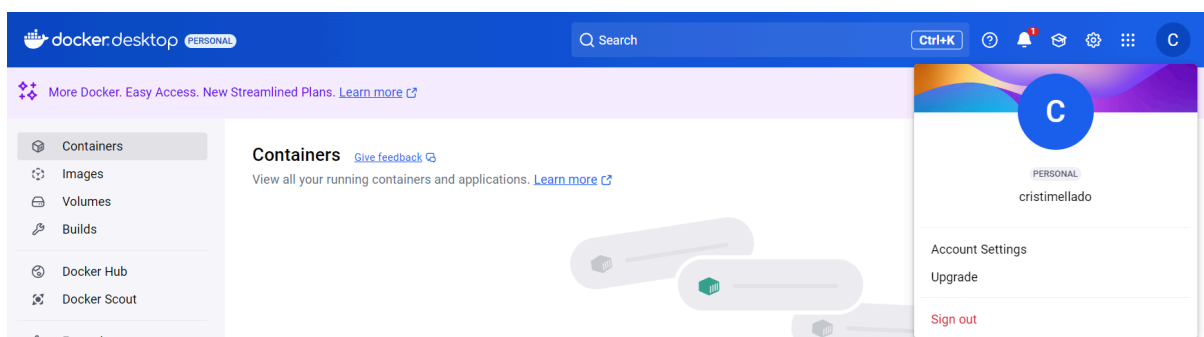 docker.desktop PERSONAL
Search
Ctrl+K
1
C
More Docker. Easy Access. New Streamlined Plans. Learn more
Containers
Images
Volumes
Builds
Docker Hub
Docker Scout
Containers Give feedback
View all your running containers and applications. Learn more
C
PERSONAL
cristimellado
Account Settings
Upgrade
Sign out